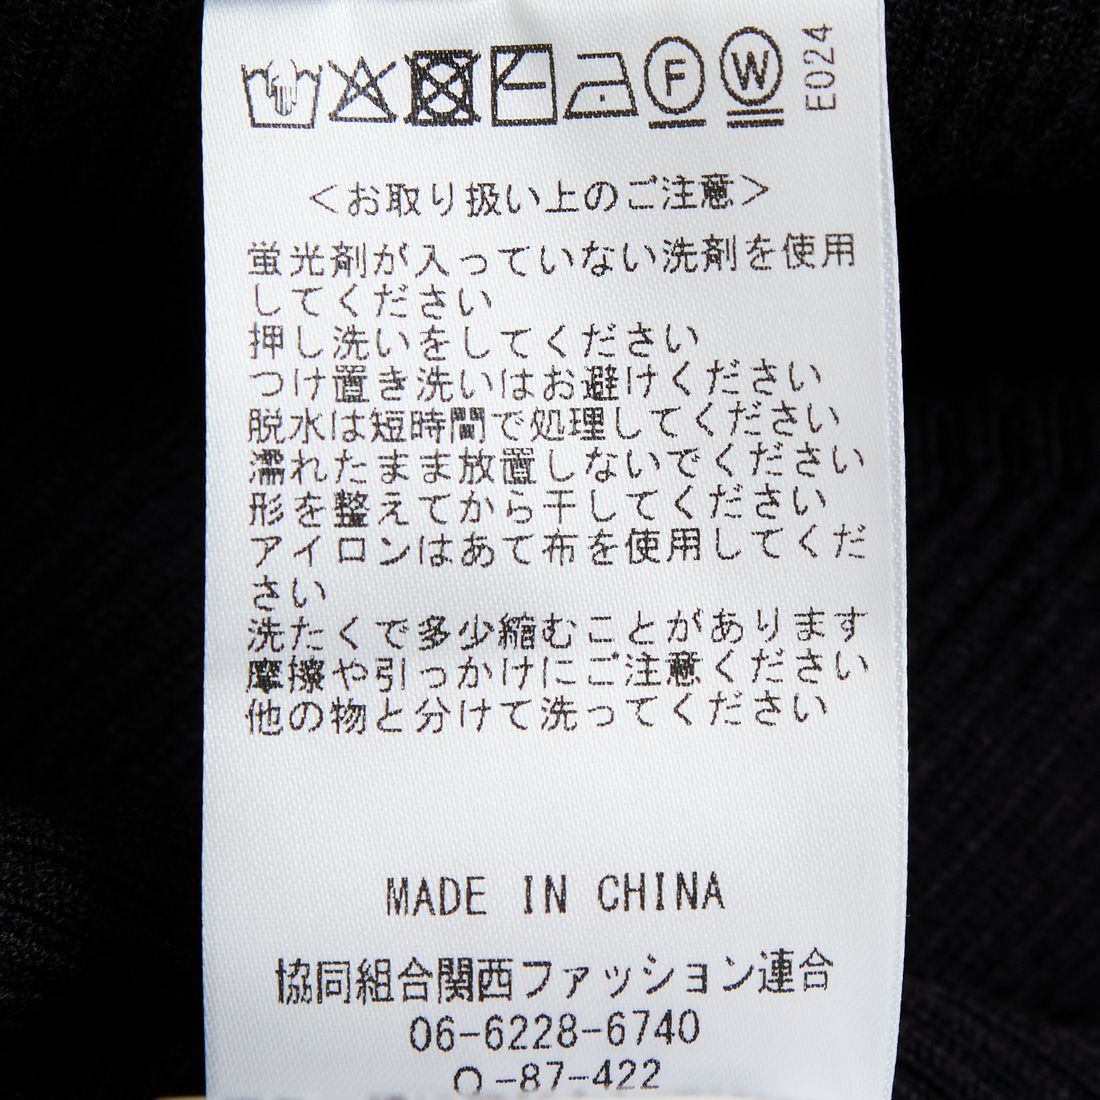 F W E024
＜お取り扱い上のご注意＞
蛍光剤が入っていない洗剤を使用
してください
押し洗いをしてください
つけ置き洗いはお避けください
脱水は短時間で処理してください
濡れたまま放置しないでください
形を整えてから干してください
アイロンはあて布を使用してくだ
さい
洗たくで多少縮むことがあります
摩擦や引っかけにご注意ください
他の物と分けて洗ってください
MADE IN CHINA
協同組合関西ファッション連合
06-6228-6740
-87-422